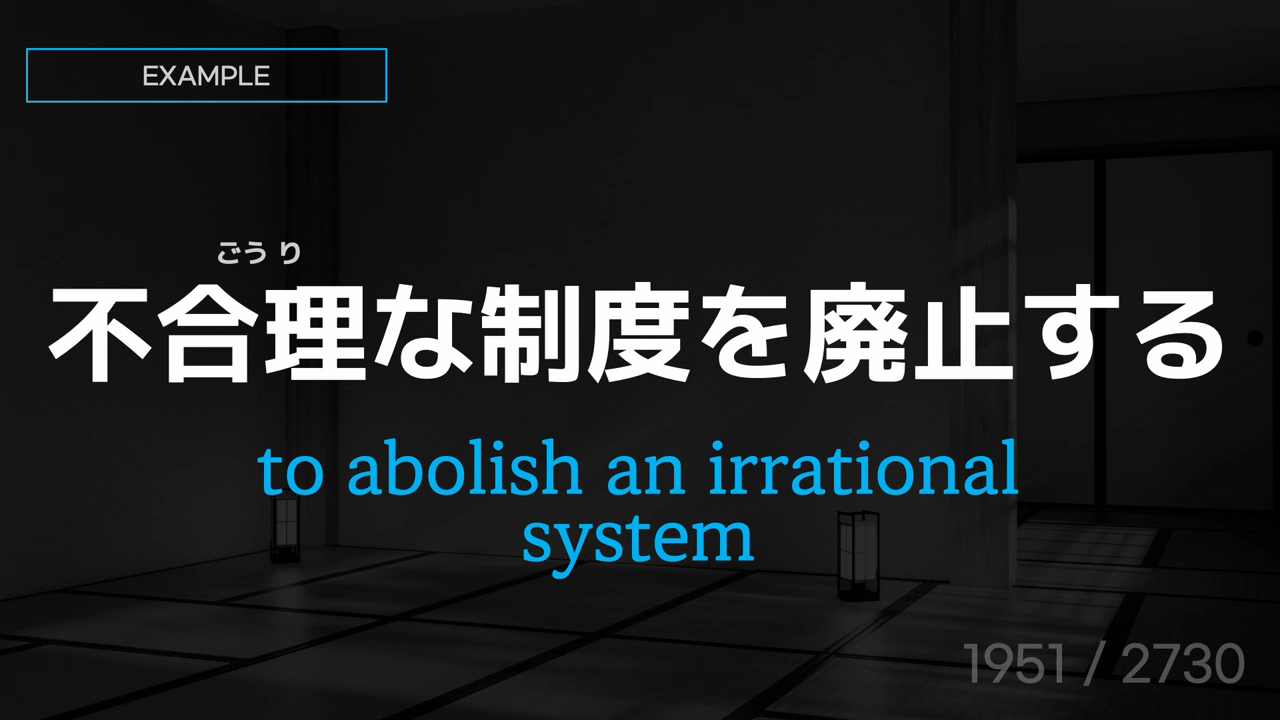 EXAMPLE
ごうり
不合理な制度を廃止する
to abolish an irrational
system
1951 / 2730